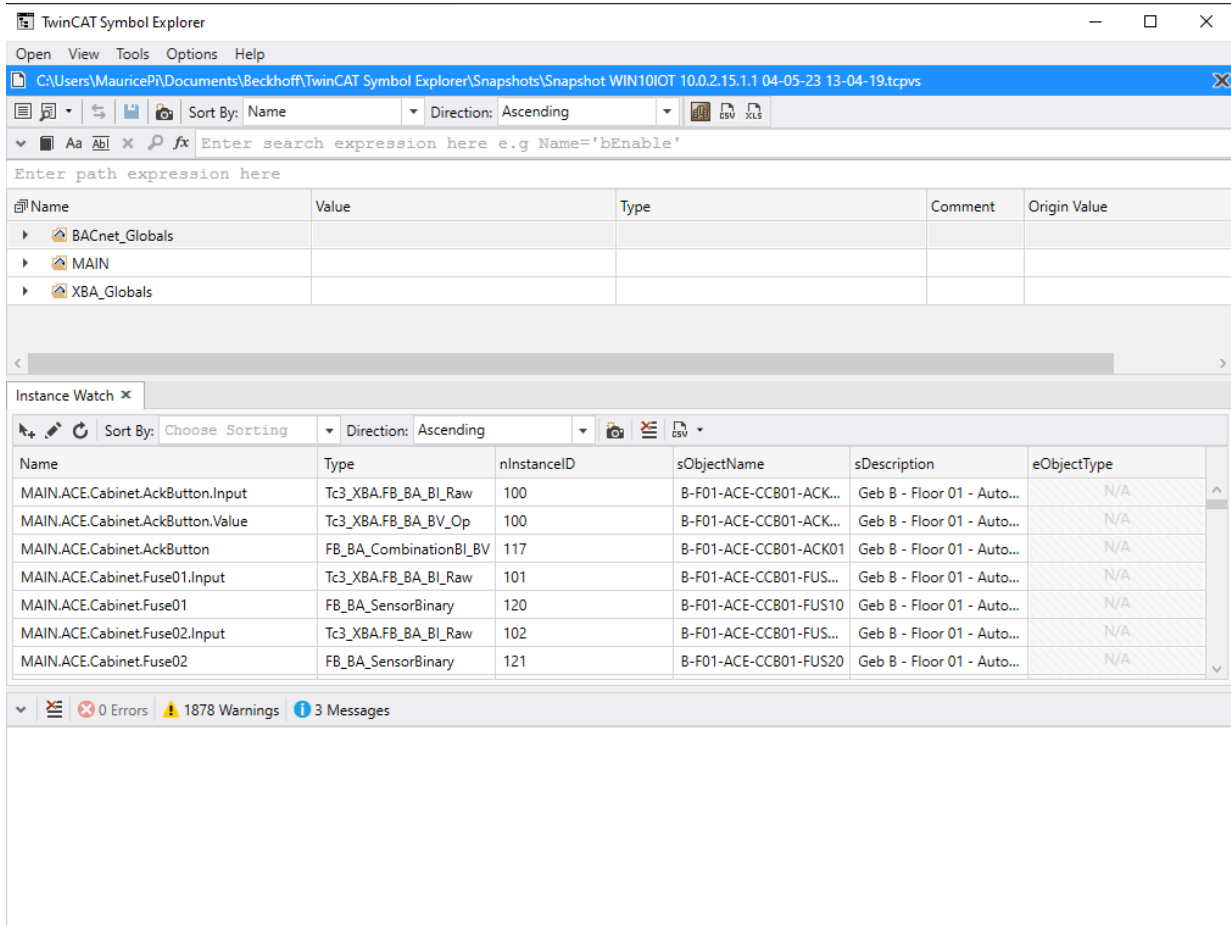 TwinCAT Symbol Explorer
Open View Tools Options Help
C:\Users\MauricePi\Documents\Beckhoff\TwinCAT Symbol Explorer\Snapshots\Snapshot WIN10IOT 10.0.2.15.1.1 04-05-23 13-04-19.tcpvs
Sort By: Name Direction: Ascending CSV XLS
Aa Ab| fx Enter search expression here e.g Name='bEnable'
Enter path expression here
Name Value Type Comment Origin Value
BACnet_Globals
MAIN
XBA_Globals
Instance Watch
Sort By: Choose Sorting Direction: Ascending CSV
Name Type nInstanceID sObjectName sDescription eObjectType
MAIN.ACE.Cabinet.AckButton.Input Tc3_XBA.FB_BA_BI_Raw 100 B-F01-ACE-CCB01-ACK... Geb B - Floor 01 - Auto... N/A
MAIN.ACE.Cabinet.AckButton.Value Tc3_XBA.FB_BA_BV_Op 100 B-F01-ACE-CCB01-ACK... Geb B - Floor 01 - Auto... N/A
MAIN.ACE.Cabinet.AckButton FB_BA_CombinationBI_BV 117 B-F01-ACE-CCB01-ACK01 Geb B - Floor 01 - Auto... N/A
MAIN.ACE.Cabinet.Fuse01.Input Tc3_XBA.FB_BA_BI_Raw 101 B-F01-ACE-CCB01-FUS... Geb B - Floor 01 - Auto... N/A
MAIN.ACE.Cabinet.Fuse01 FB_BA_SensorBinary 120 B-F01-ACE-CCB01-FUS10 Geb B - Floor 01 - Auto... N/A
MAIN.ACE.Cabinet.Fuse02.Input Tc3_XBA.FB_BA_BI_Raw 102 B-F01-ACE-CCB01-FUS... Geb B - Floor 01 - Auto... N/A
MAIN.ACE.Cabinet.Fuse02 FB_BA_SensorBinary 121 B-F01-ACE-CCB01-FUS20 Geb B - Floor 01 - Auto... N/A
0 Errors 1878 Warnings 3 Messages